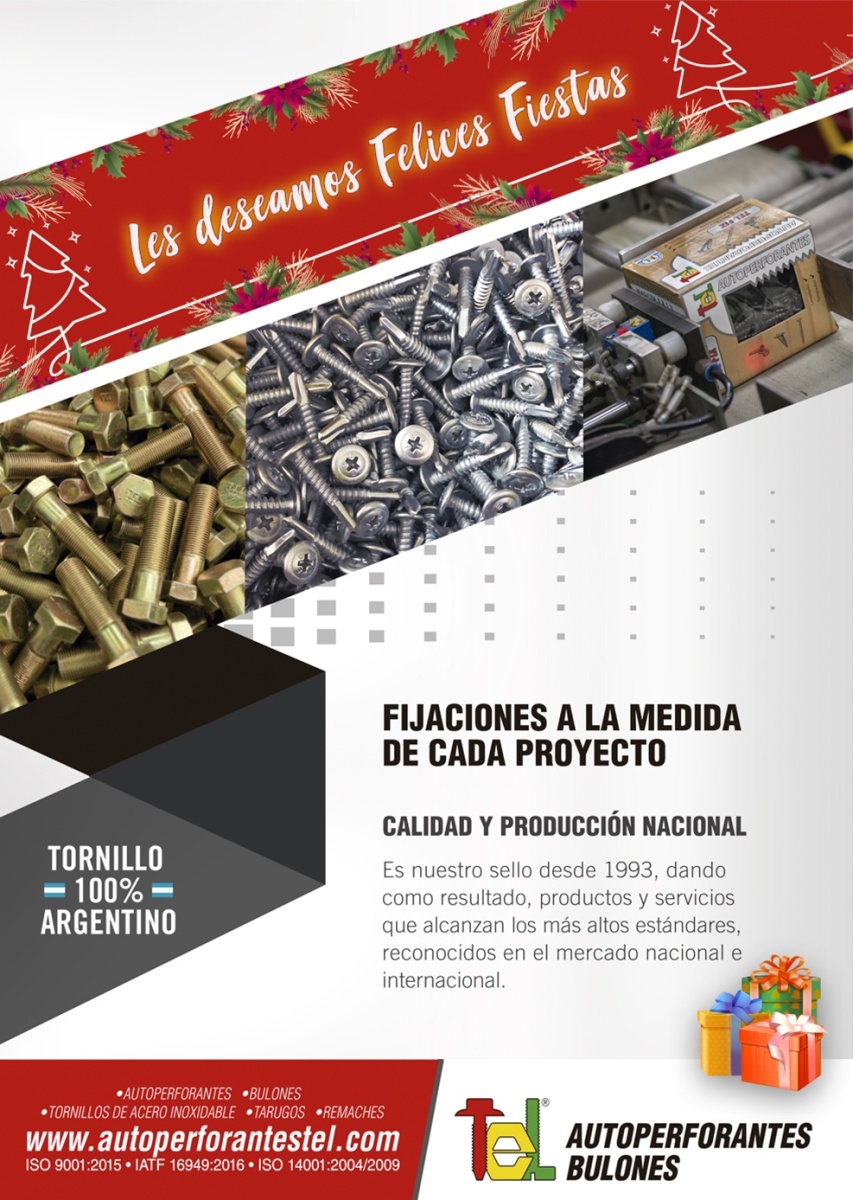 Les deseamos Felices Fiestas
TEL
AUTOPERFORANTES
FIJACIONES A LA MEDIDA
DE CADA PROYECTO
CALIDAD Y PRODUCCIÓN NACIONAL
Es nuestro sello desde 1993, dando
como resultado, productos y servicios
que alcanzan los más altos estándares,
reconocidos en el mercado nacional e
internacional.
TORNILLO
100%
ARGENTINO
•AUTOPERFORANTES •BULONES
•TORNILLOS DE ACERO INOXIDABLE •TARUGOS •REMACHES
www.autoperforantestel.com
ISO 9001:2015 • IATF 16949:2016 • ISO 14001:2004/2009
TEL®
AUTOPERFORANTES
BULONES